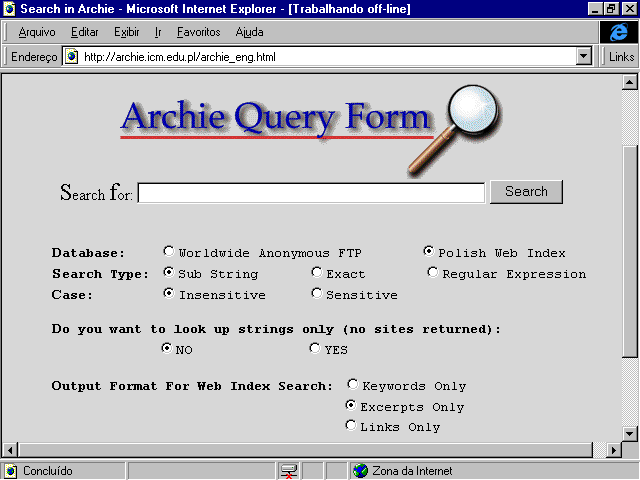 Search in Archie - Microsoft Internet Explorer - [Trabalhando off-line]
Arquivo Editar Exibir Ir Favoritos Ajuda
Endereço http://archie.icm.edu.pl/archie_eng.html Links
Archie Query Form
Search for: Search
Database: Worldwide Anonymous FTP Polish Web Index
Search Type: Sub String Exact Regular Expression
Case: Insensitive Sensitive
Do you want to look up strings only (no sites returned):
NO YES
Output Format For Web Index Search: Keywords Only
Excerpts Only
Links Only
Concluído Zona da Internet